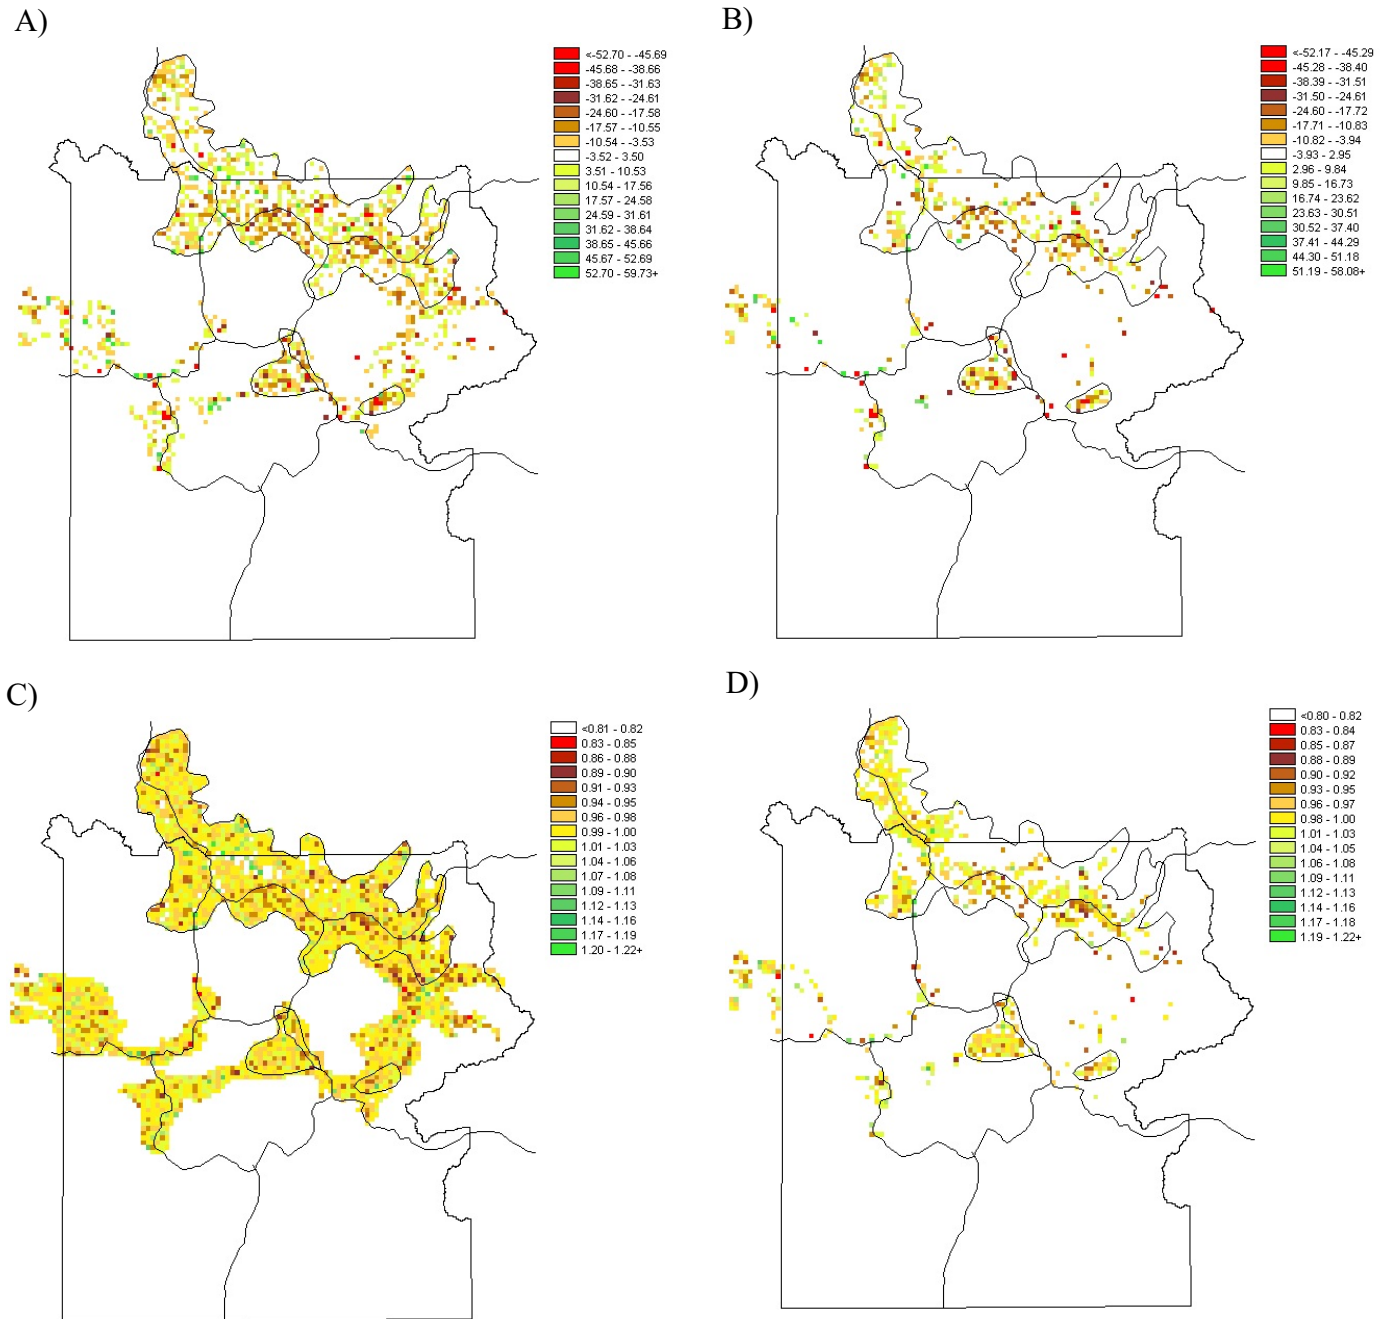 A)
<-52.70 - -45.69
-45.68 - -38.66
-38.65 - -31.63
-31.62 - -24.61
-24.60 - -17.58
-17.57 - -10.55
-10.54 - -3.53
-3.52 - 3.50
3.51 - 10.53
10.54 - 17.56
17.57 - 24.58
24.59 - 31.61
31.62 - 38.64
38.65 - 45.66
45.67 - 52.69
52.70 - 59.73+
B)
<-52.17 - -45.29
-45.28 - -38.40
-38.39 - -31.51
-31.50 - -24.61
-24.60 - -17.72
-17.71 - -10.83
-10.82 - -3.94
-3.93 - 2.95
2.96 - 9.84
9.85 - 16.73
16.74 - 23.62
23.63 - 30.51
30.52 - 37.40
37.41 - 44.29
44.30 - 51.18
51.19 - 58.08+
C)
<0.81 - 0.82
0.83 - 0.85
0.86 - 0.88
0.89 - 0.90
0.91 - 0.93
0.94 - 0.95
0.96 - 0.98
0.99 - 1.00
1.01 - 1.03
1.04 - 1.06
1.07 - 1.08
1.09 - 1.11
1.12 - 1.13
1.14 - 1.16
1.17 - 1.19
1.20 - 1.22+
D)
<0.80 - 0.82
0.83 - 0.84
0.85 - 0.87
0.88 - 0.89
0.90 - 0.92
0.93 - 0.95
0.96 - 0.97
0.98 - 1.00
1.01 - 1.03
1.04 - 1.05
1.06 - 1.08
1.09 - 1.11
1.12 - 1.13
1.14 - 1.16
1.17 - 1.18
1.19 - 1.22+